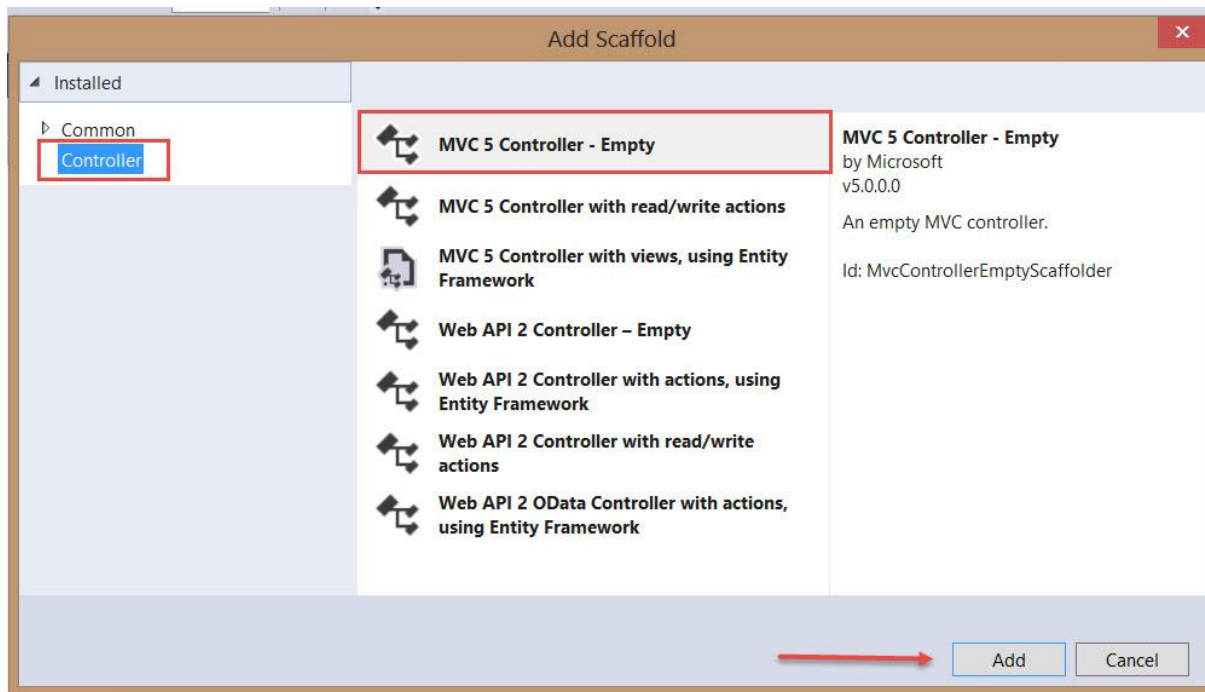 Add Scaffold
Installed
Common
Controller
MVC 5 Controller - Empty
MVC 5 Controller with read/write actions
MVC 5 Controller with views, using Entity
Framework
Web API 2 Controller – Empty
Web API 2 Controller with actions, using
Entity Framework
Web API 2 Controller with read/write
actions
Web API 2 OData Controller with actions,
using Entity Framework
MVC 5 Controller - Empty
by Microsoft
v5.0.0.0
An empty MVC controller.
Id: MvcControllerEmptyScaffolder
Add
Cancel